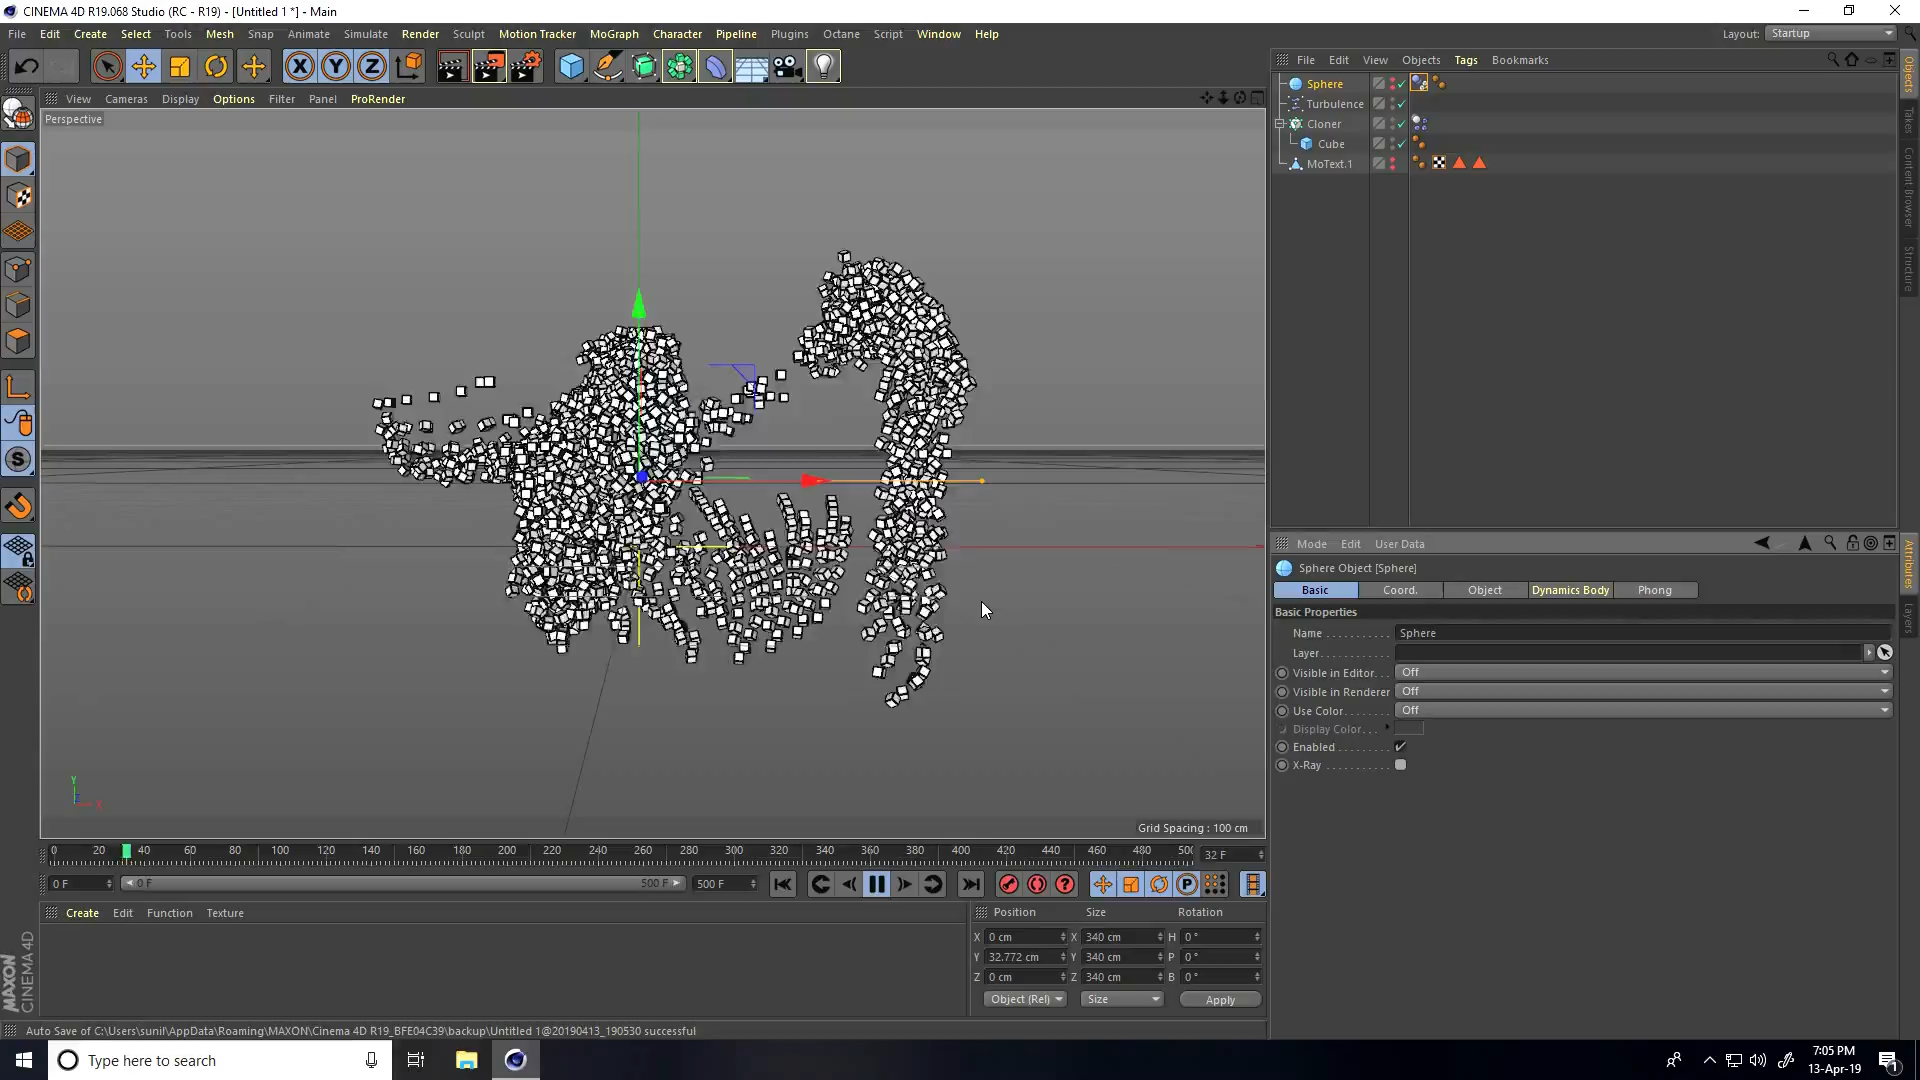 CINEMA 4D R19.068 Studio (RC - R19) - [Untitled 1 *] - Main
File Edit Create Select Tools Mesh Snap Animate Simulate Render Sculpt Motion Tracker MoGraph Character Pipeline Plugins Octane Script Window Help
Layout: Startup
X Y Z
File Edit View Objects Tags Bookmarks
View Cameras Display Options Filter Panel ProRender
Perspective
Sphere
Turbulence
Cloner
Cube
MoText.1
Objects
Takes
Content Browser
Structure
S
Mode Edit User Data
Sphere Object [Sphere]
Basic Coord. Object Dynamics Body Phong
Basic Properties
Name Sphere
Layer
Visible in Editor Off
Visible in Renderer Off
Use Color Off
Display Color
Enabled
X-Ray
Attributes
Layers
Y
X
Grid Spacing : 100 cm
0 20 40 60 80 100 120 140 160 180 200 220 240 260 280 300 320 340 360 380 400 420 440 460 480 500
32 F
0 F 0 F 500 F 500 F
P
Create Edit Function Texture
Position Size Rotation
X 0 cm X 340 cm H 0 °
Y 32.772 cm Y 340 cm P 0 °
Z 0 cm Z 340 cm B 0 °
Object (Rel) Size Apply
MAXON
CINEMA 4D
Auto Save of C:\Users\sunil\AppData\Roaming\MAXON\Cinema 4D R19_BFE04C39\backup\Untitled 1@20190413_190530 successful
Type here to search
7:05 PM
13-Apr-19
1